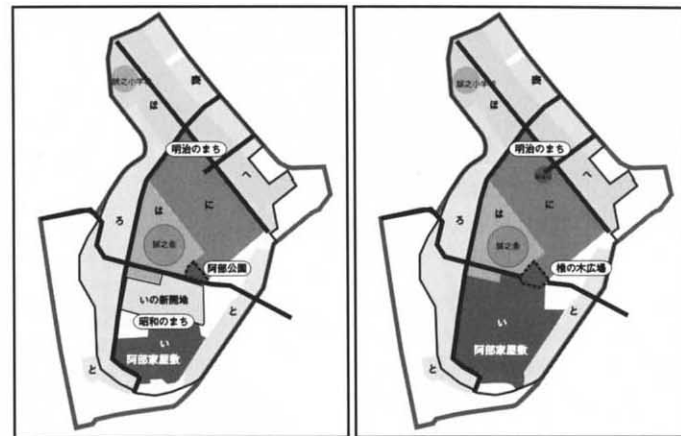 誠之小学校
表
ほ
明治のまち
へ
ろ
は
に
誠之舎
阿部公園
いの新開地
昭和のまち
と
い
阿部家屋敷
と
誠之小学校
表
ほ
明治のまち
へ
ろ
は
に
誠之舎
椿の木広場
い
と
阿部家屋敷
と